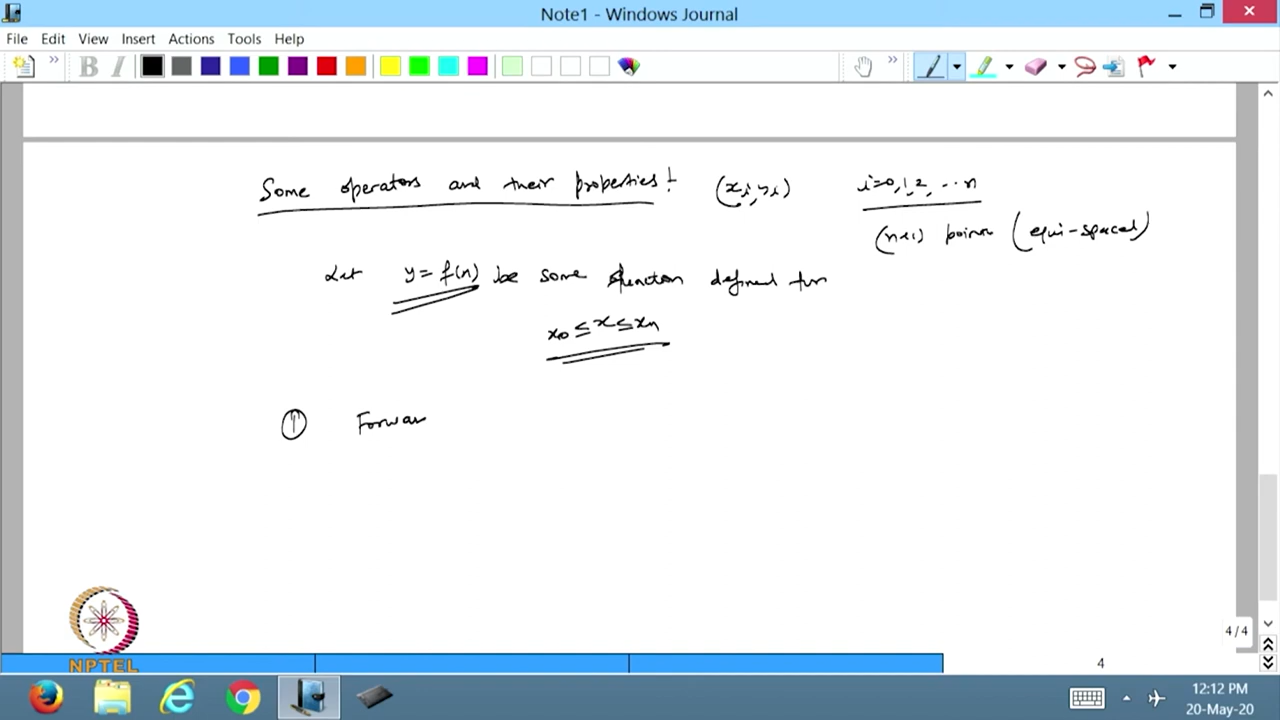 Note1 - Windows Journal
File Edit View Insert Actions Tools Help
Some operators and their properties! (xi, yi) i=0,1,2,...n
(n+1) points (equi-spaced)
Let y = f(x) be some function defined for
x0 ≤ x ≤ xn
① Forwar
4 / 4
NPTEL
4
12:12 PM
20-May-20